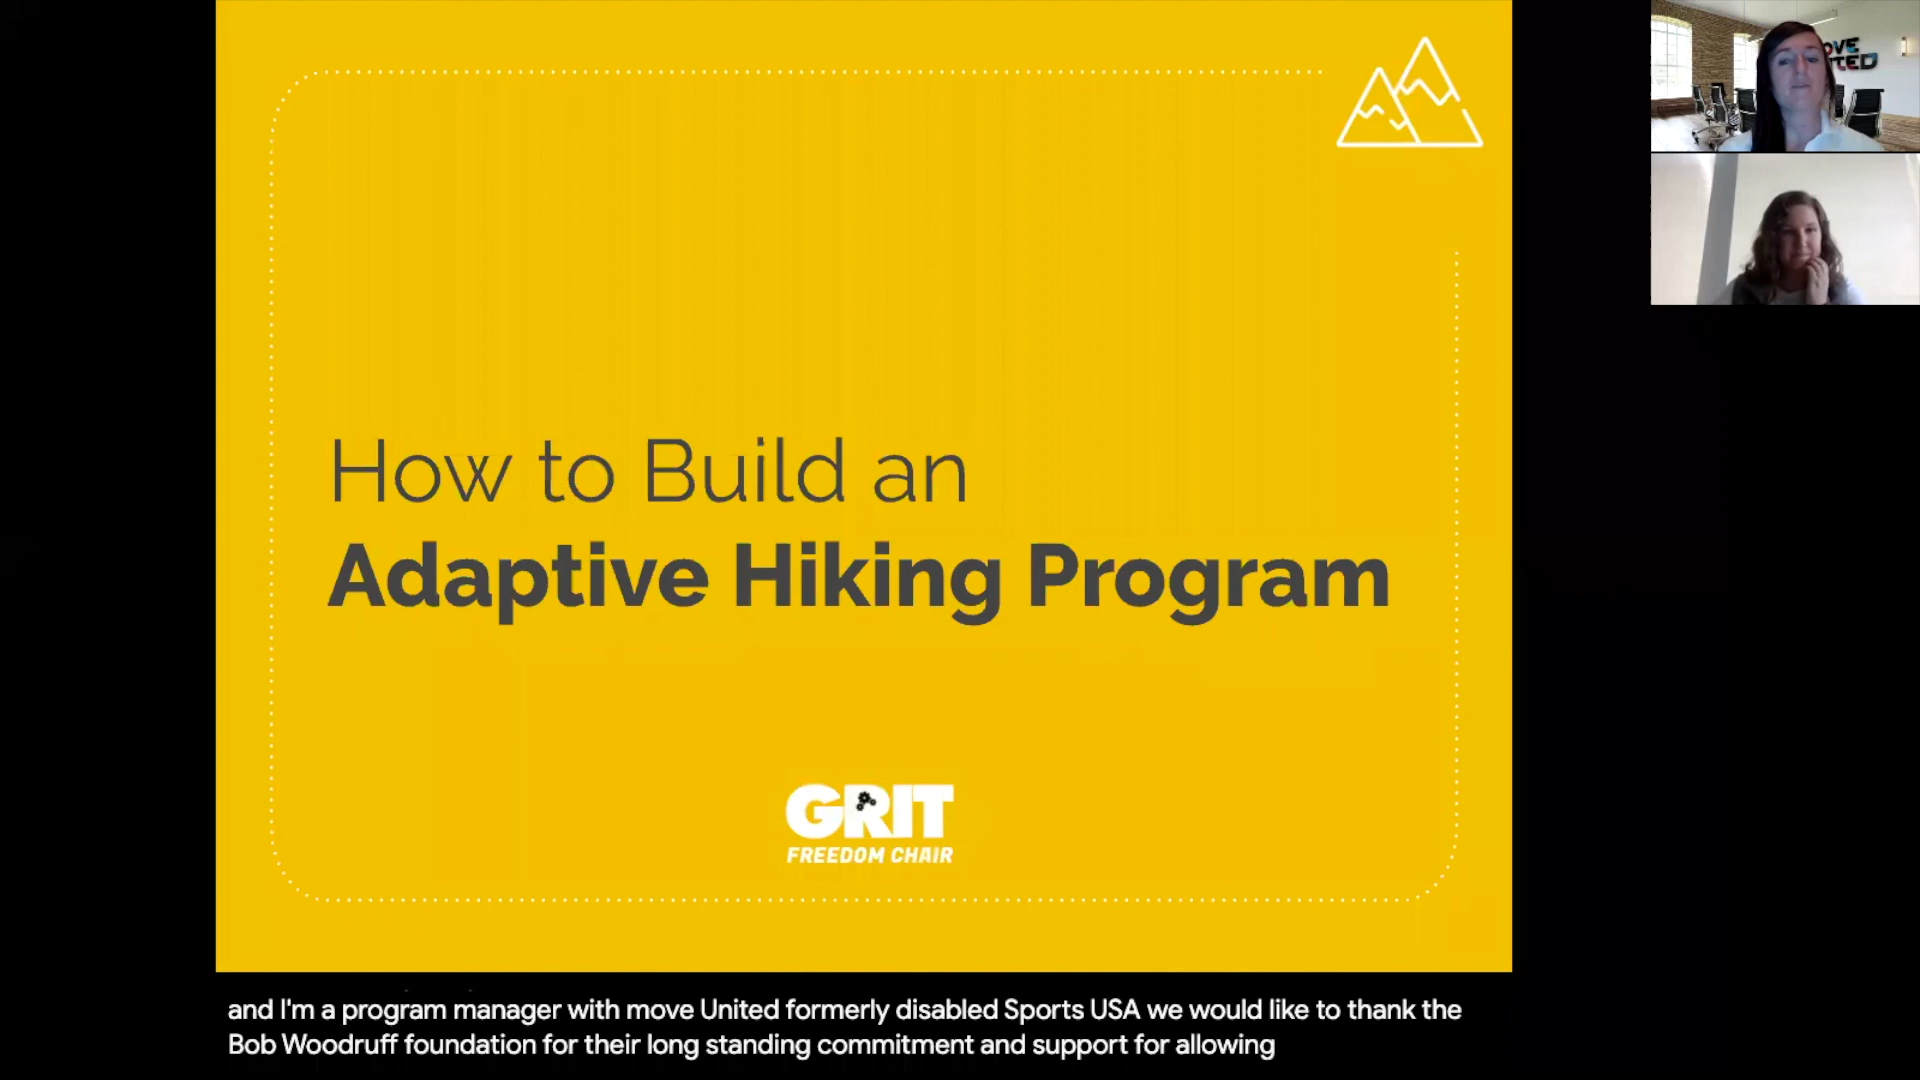 How to Build an
Adaptive Hiking Program
GRIT
FREEDOM CHAIR
and I'm a program manager with move United formerly disabled Sports USA we would like to thank the
Bob Woodruff foundation for their long standing commitment and support for allowing